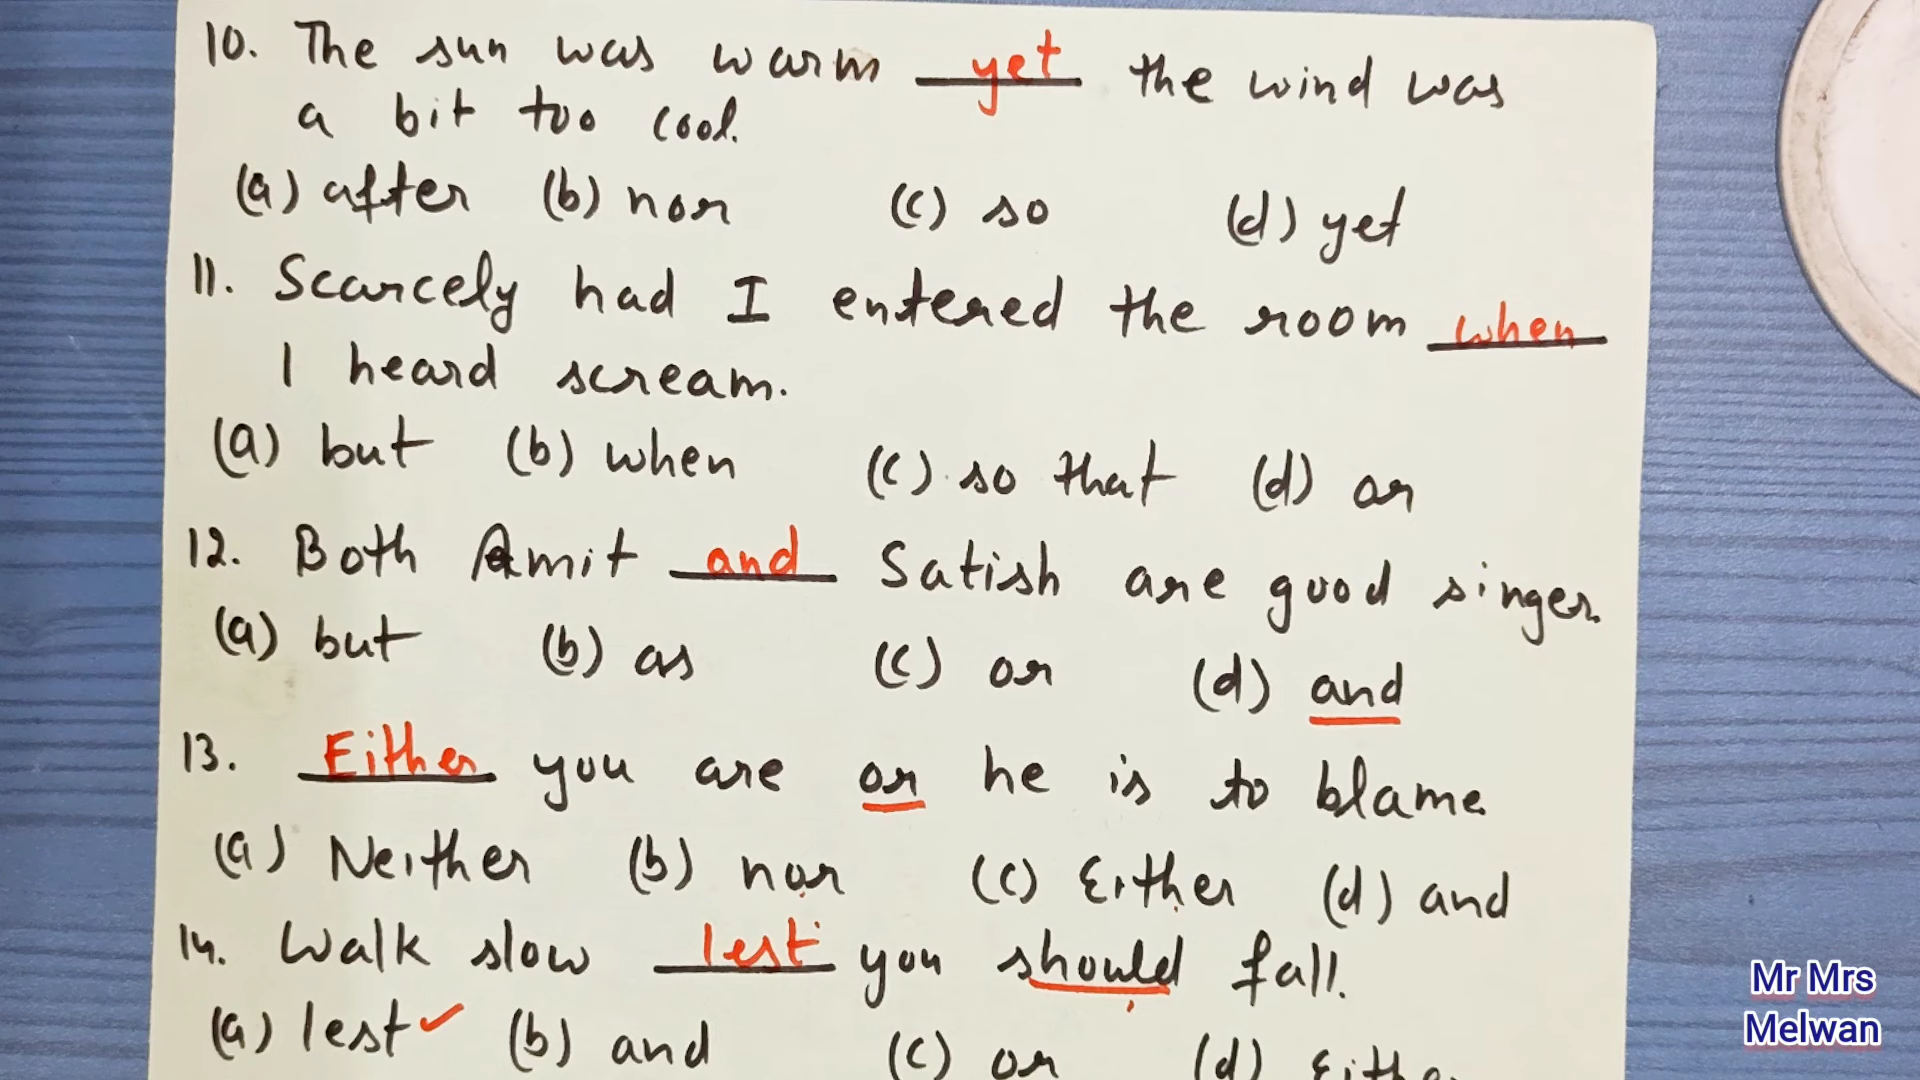 10. The sun was warm yet the wind was
a bit too cool.
(a) after (b) nor (c) so (d) yet
11. Scarcely had I entered the room when
I heard scream.
(a) but (b) when (c) so that (d) or
12. Both Amit and Satish are good singer.
(a) but (b) as (c) or (d) and
13. Either you are or he is to blame.
(a) Neither (b) nor (c) Either (d) and
14. Walk slow lest you should fall.
(a) lest ✓ (b) and (c) or (d)
Mr Mrs
Melwan